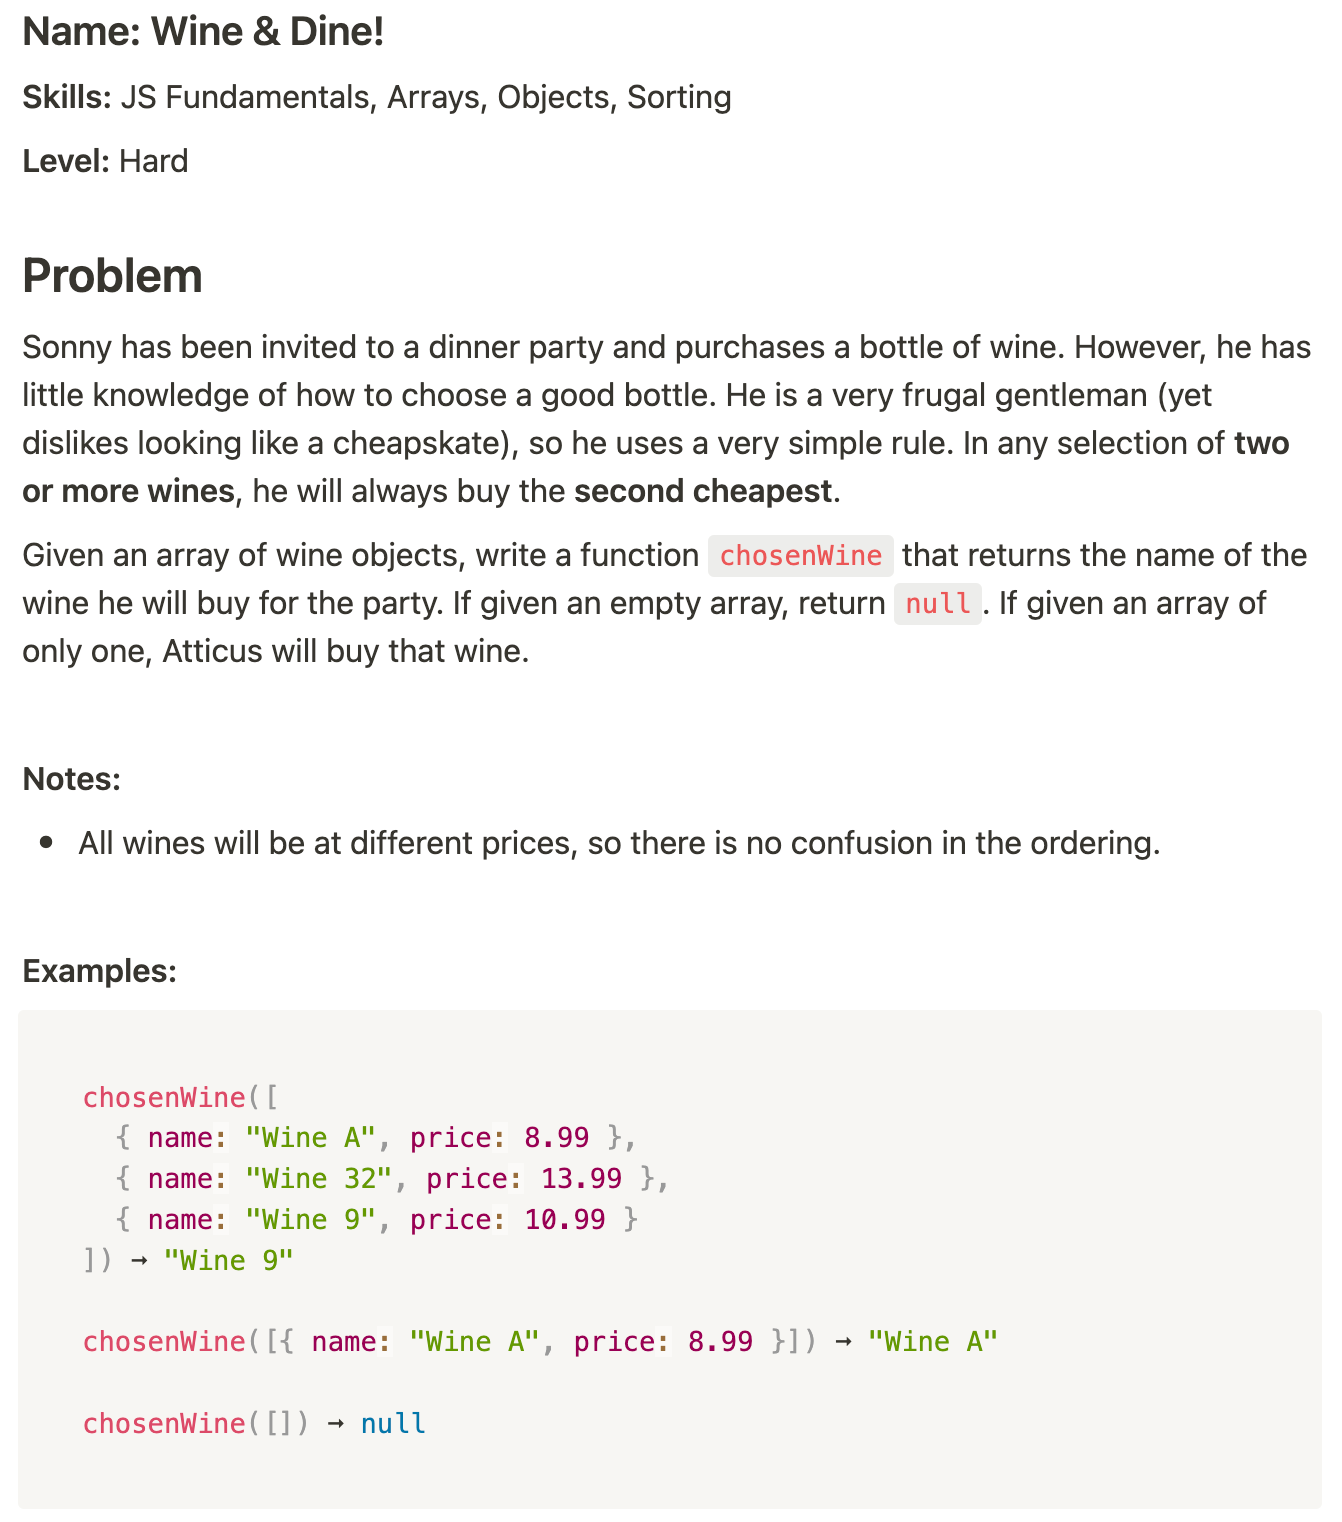 Name: Wine & Dine!
Skills: JS Fundamentals, Arrays, Objects, Sorting
Level: Hard
Problem
Sonny has been invited to a dinner party and purchases a bottle of wine. However, he has
little knowledge of how to choose a good bottle. He is a very frugal gentleman (yet
dislikes looking like a cheapskate), so he uses a very simple rule. In any selection of two
or more wines, he will always buy the second cheapest.
Given an array of wine objects, write a function chosenWine that returns the name of the
wine he will buy for the party. If given an empty array, return null. If given an array of
only one, Atticus will buy that wine.
Notes:
• All wines will be at different prices, so there is no confusion in the ordering.
Examples:
chosenWine([
  { name: "Wine A", price: 8.99 },
  { name: "Wine 32", price: 13.99 },
  { name: "Wine 9", price: 10.99 }
]) → "Wine 9"
chosenWine([{ name: "Wine A", price: 8.99 }]) → "Wine A"
chosenWine([]) → null